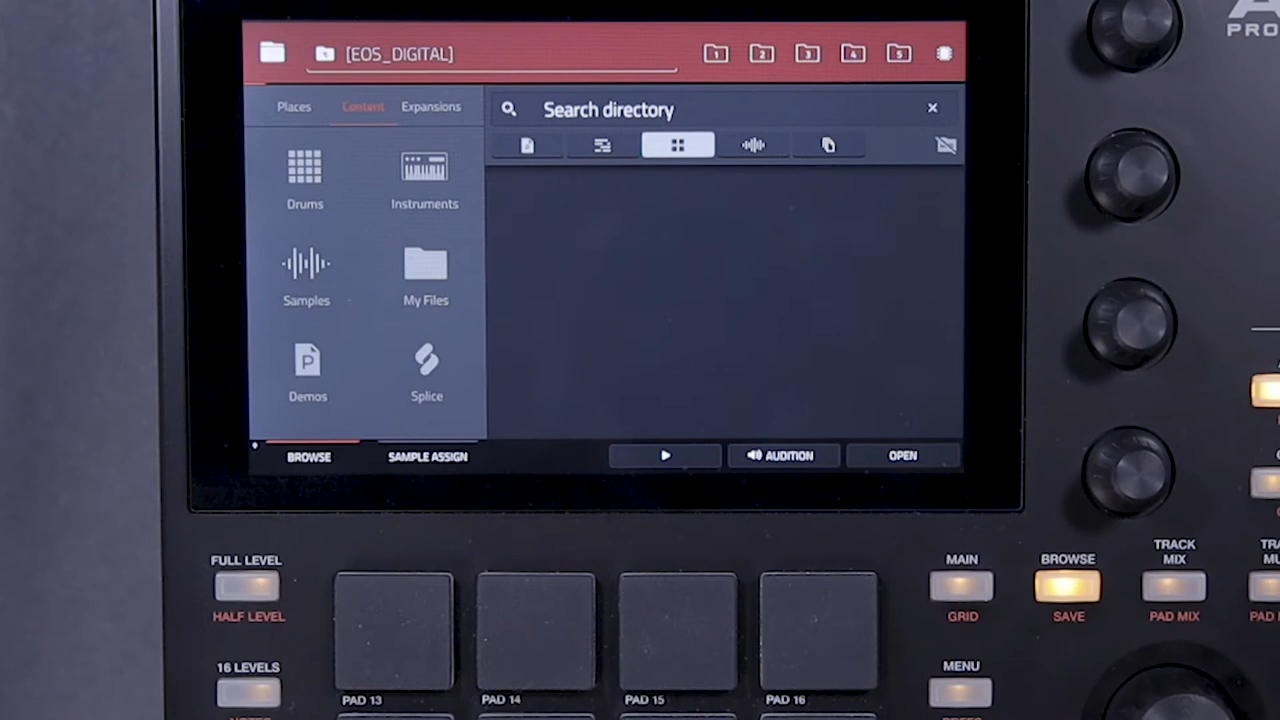 [EOS_DIGITAL]
1 2 3 4 5
PRO
Places Content Expansions
Search directory
Drums Instruments
Samples My Files
P
Demos Splice
BROWSE SAMPLE ASSIGN AUDITION OPEN
FULL LEVEL
HALF LEVEL
16 LEVELS
PAD 13 PAD 14 PAD 15 PAD 16
MAIN
GRID
BROWSE
SAVE
TRACK
MIX
PAD MIX
MENU